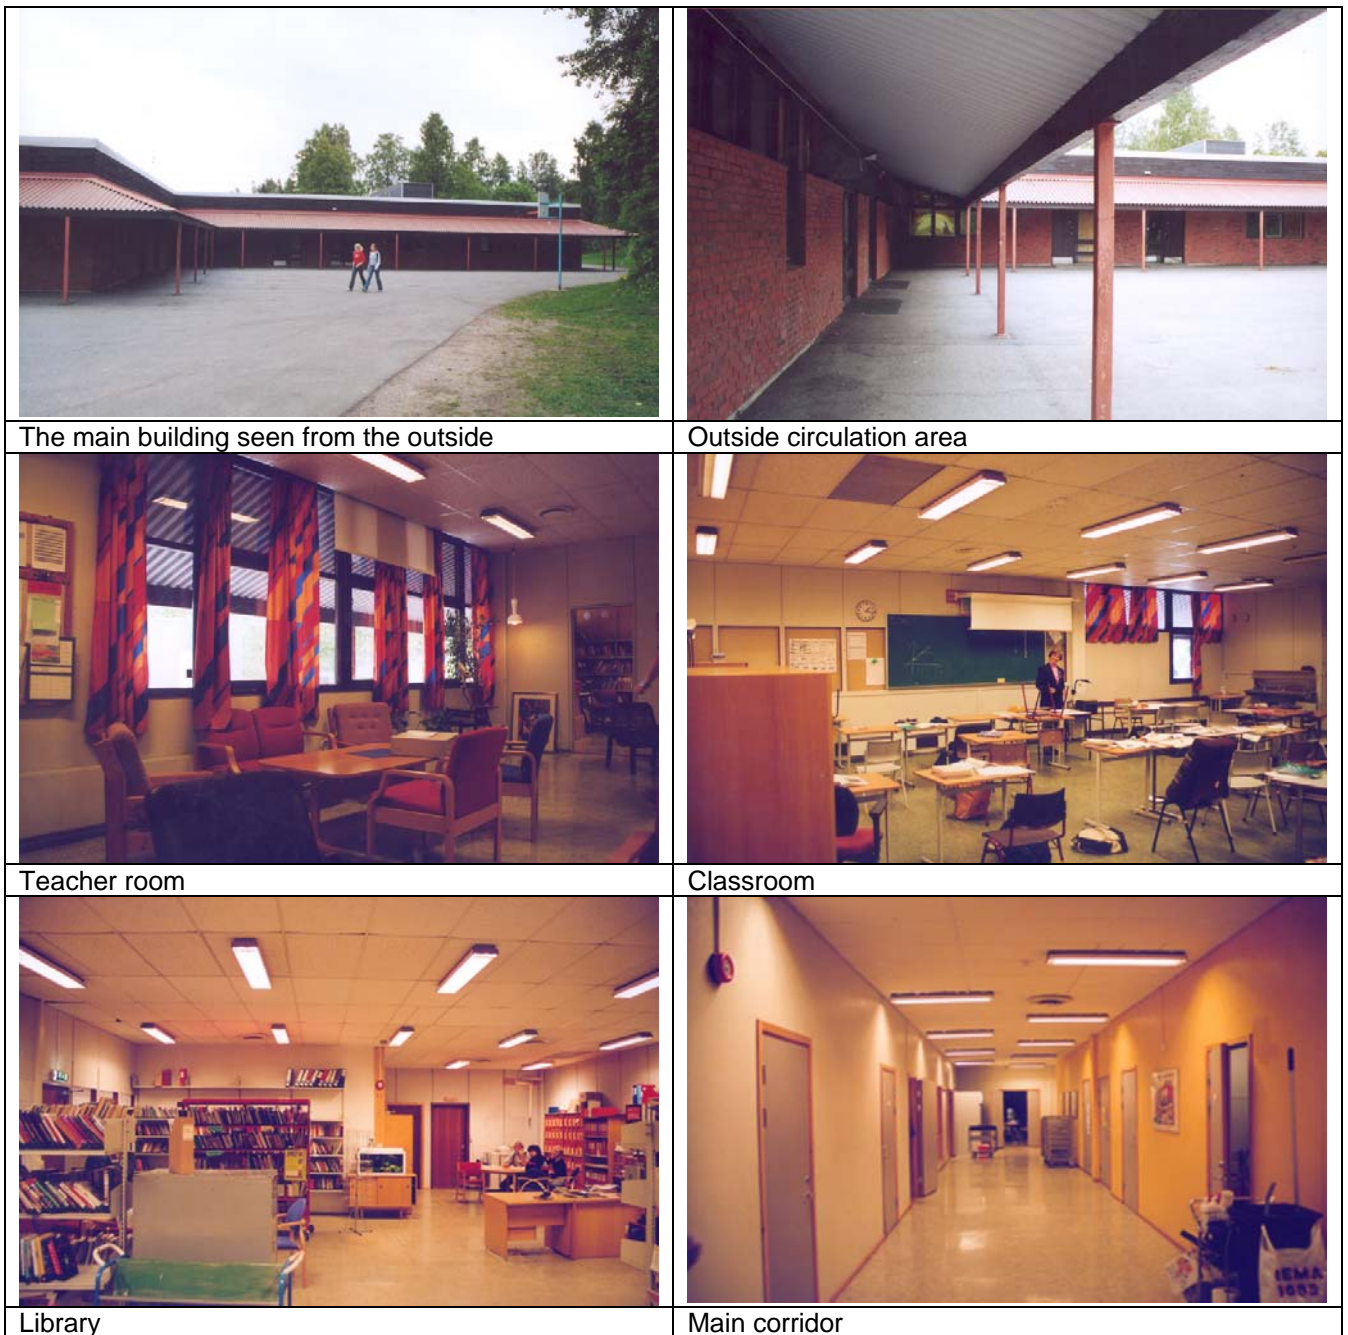 The main building seen from the outside
Outside circulation area
Teacher room
Classroom
Library
Main corridor